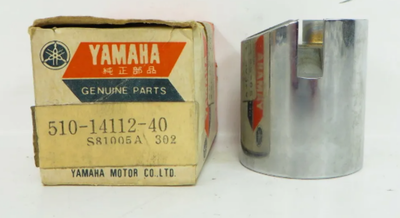 YAMAHA
純正部品
GENUINE PARTS
510-14112-40
S81005A 302
YAMAHA MOTOR CO.,LTD.